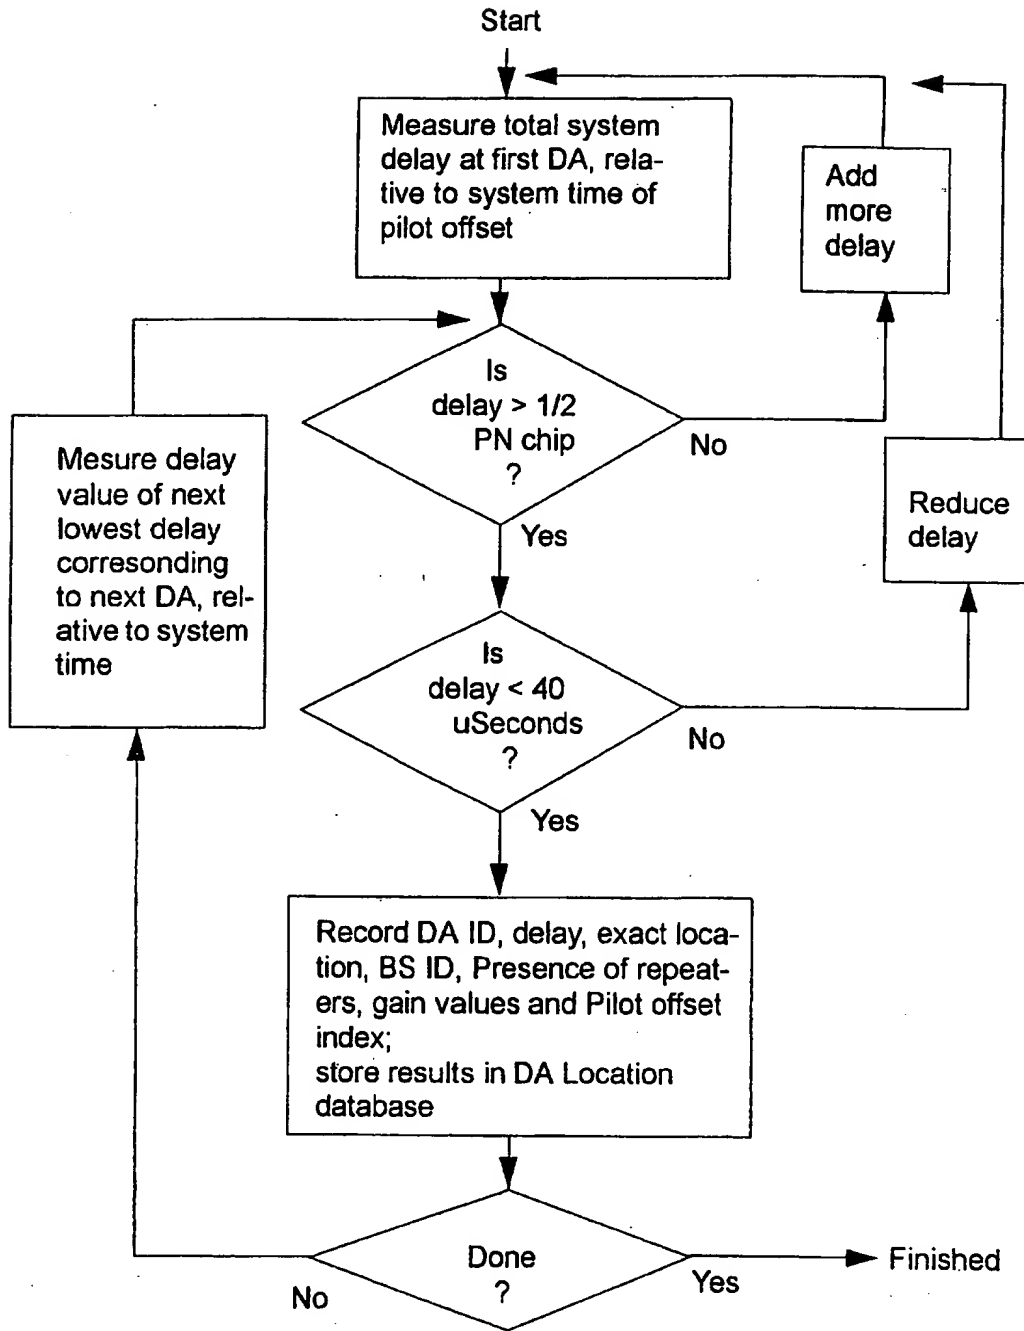 Start
Measure total system
delay at first DA, rela-
tive to system time of
pilot offset
Add
more
delay
Is
delay > 1/2
PN chip
?
No
Yes
Mesure delay
value of next
lowest delay
corresonding
to next DA, rel-
ative to system
time
Reduce
delay
Is
delay < 40
uSeconds
?
No
Yes
Record DA ID, delay, exact loca-
tion, BS ID, Presence of repeat-
ers, gain values and Pilot offset
index;
store results in DA Location
database
Done
?
No
Yes
Finished